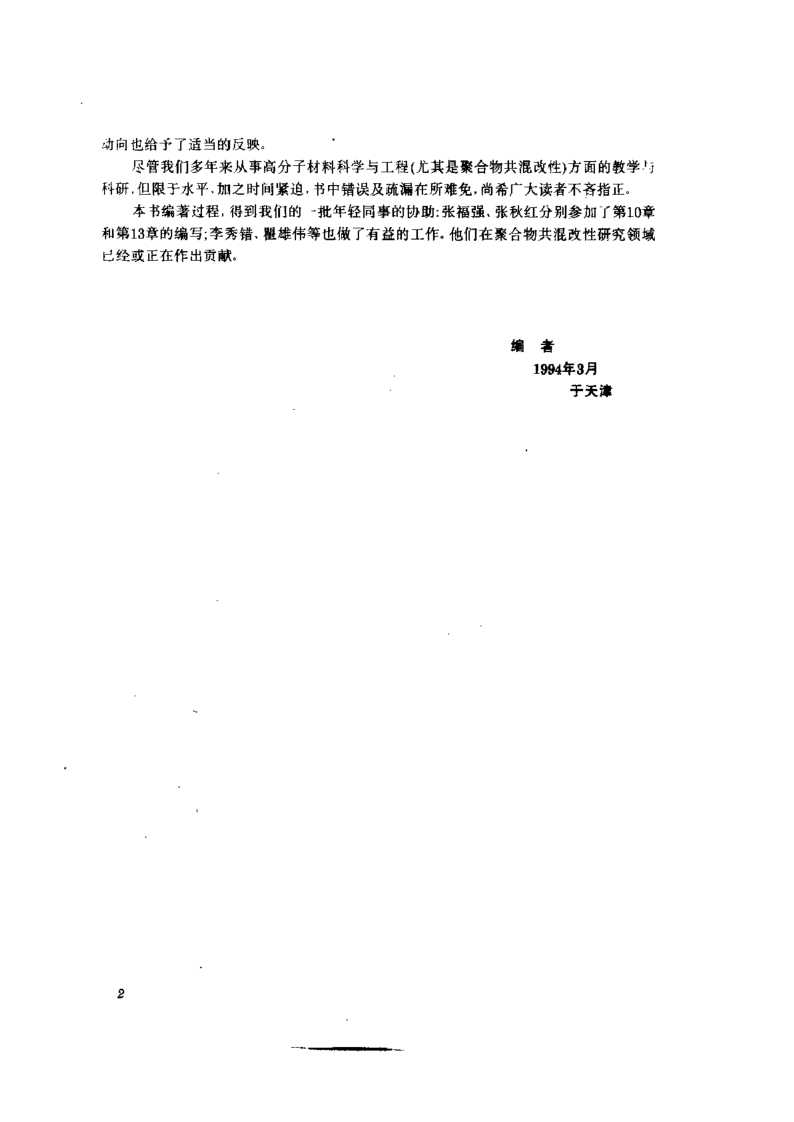 动向也给予了适当的反映。
尽管我们多年来从事高分子材料科学与工程(尤其是聚合物共混改性)方面的教学与
科研,但限于水平,加之时间紧迫,书中错误及疏漏在所难免,尚希广大读者不吝指正。
本书编著过程,得到我们的一批年轻同事的协助:张福强、张秋红分别参加了第10章
和第13章的编写;李秀错、瞿雄伟等也做了有益的工作。他们在聚合物共混改性研究领域
已经或正在作出贡献。
编 者
1994年3月
于天津
2